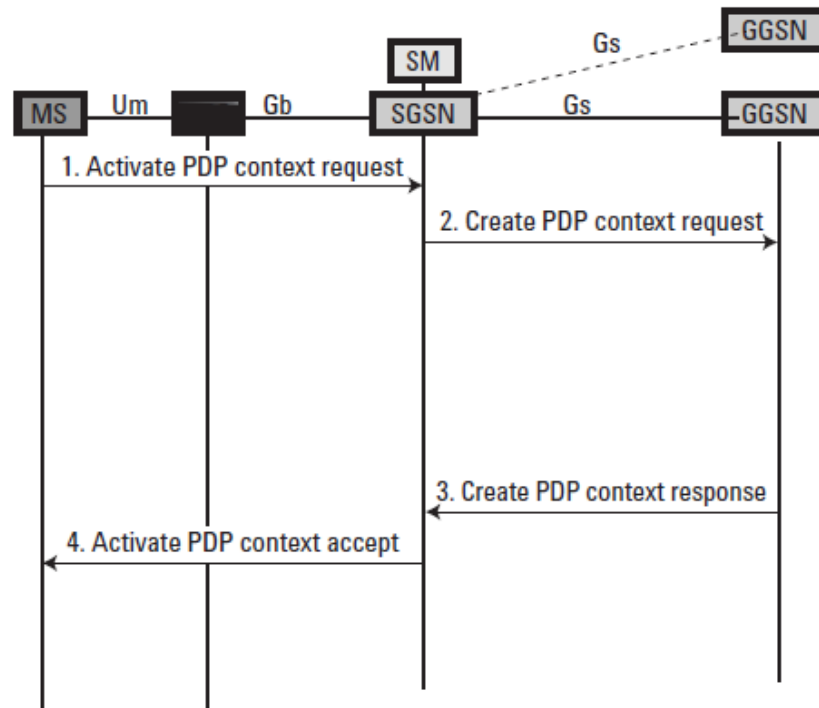 GGSN
Gs
SM
MS
Um
Gb
SGSN
Gs
GGSN
1. Activate PDP context request
2. Create PDP context request
3. Create PDP context response
4. Activate PDP context accept